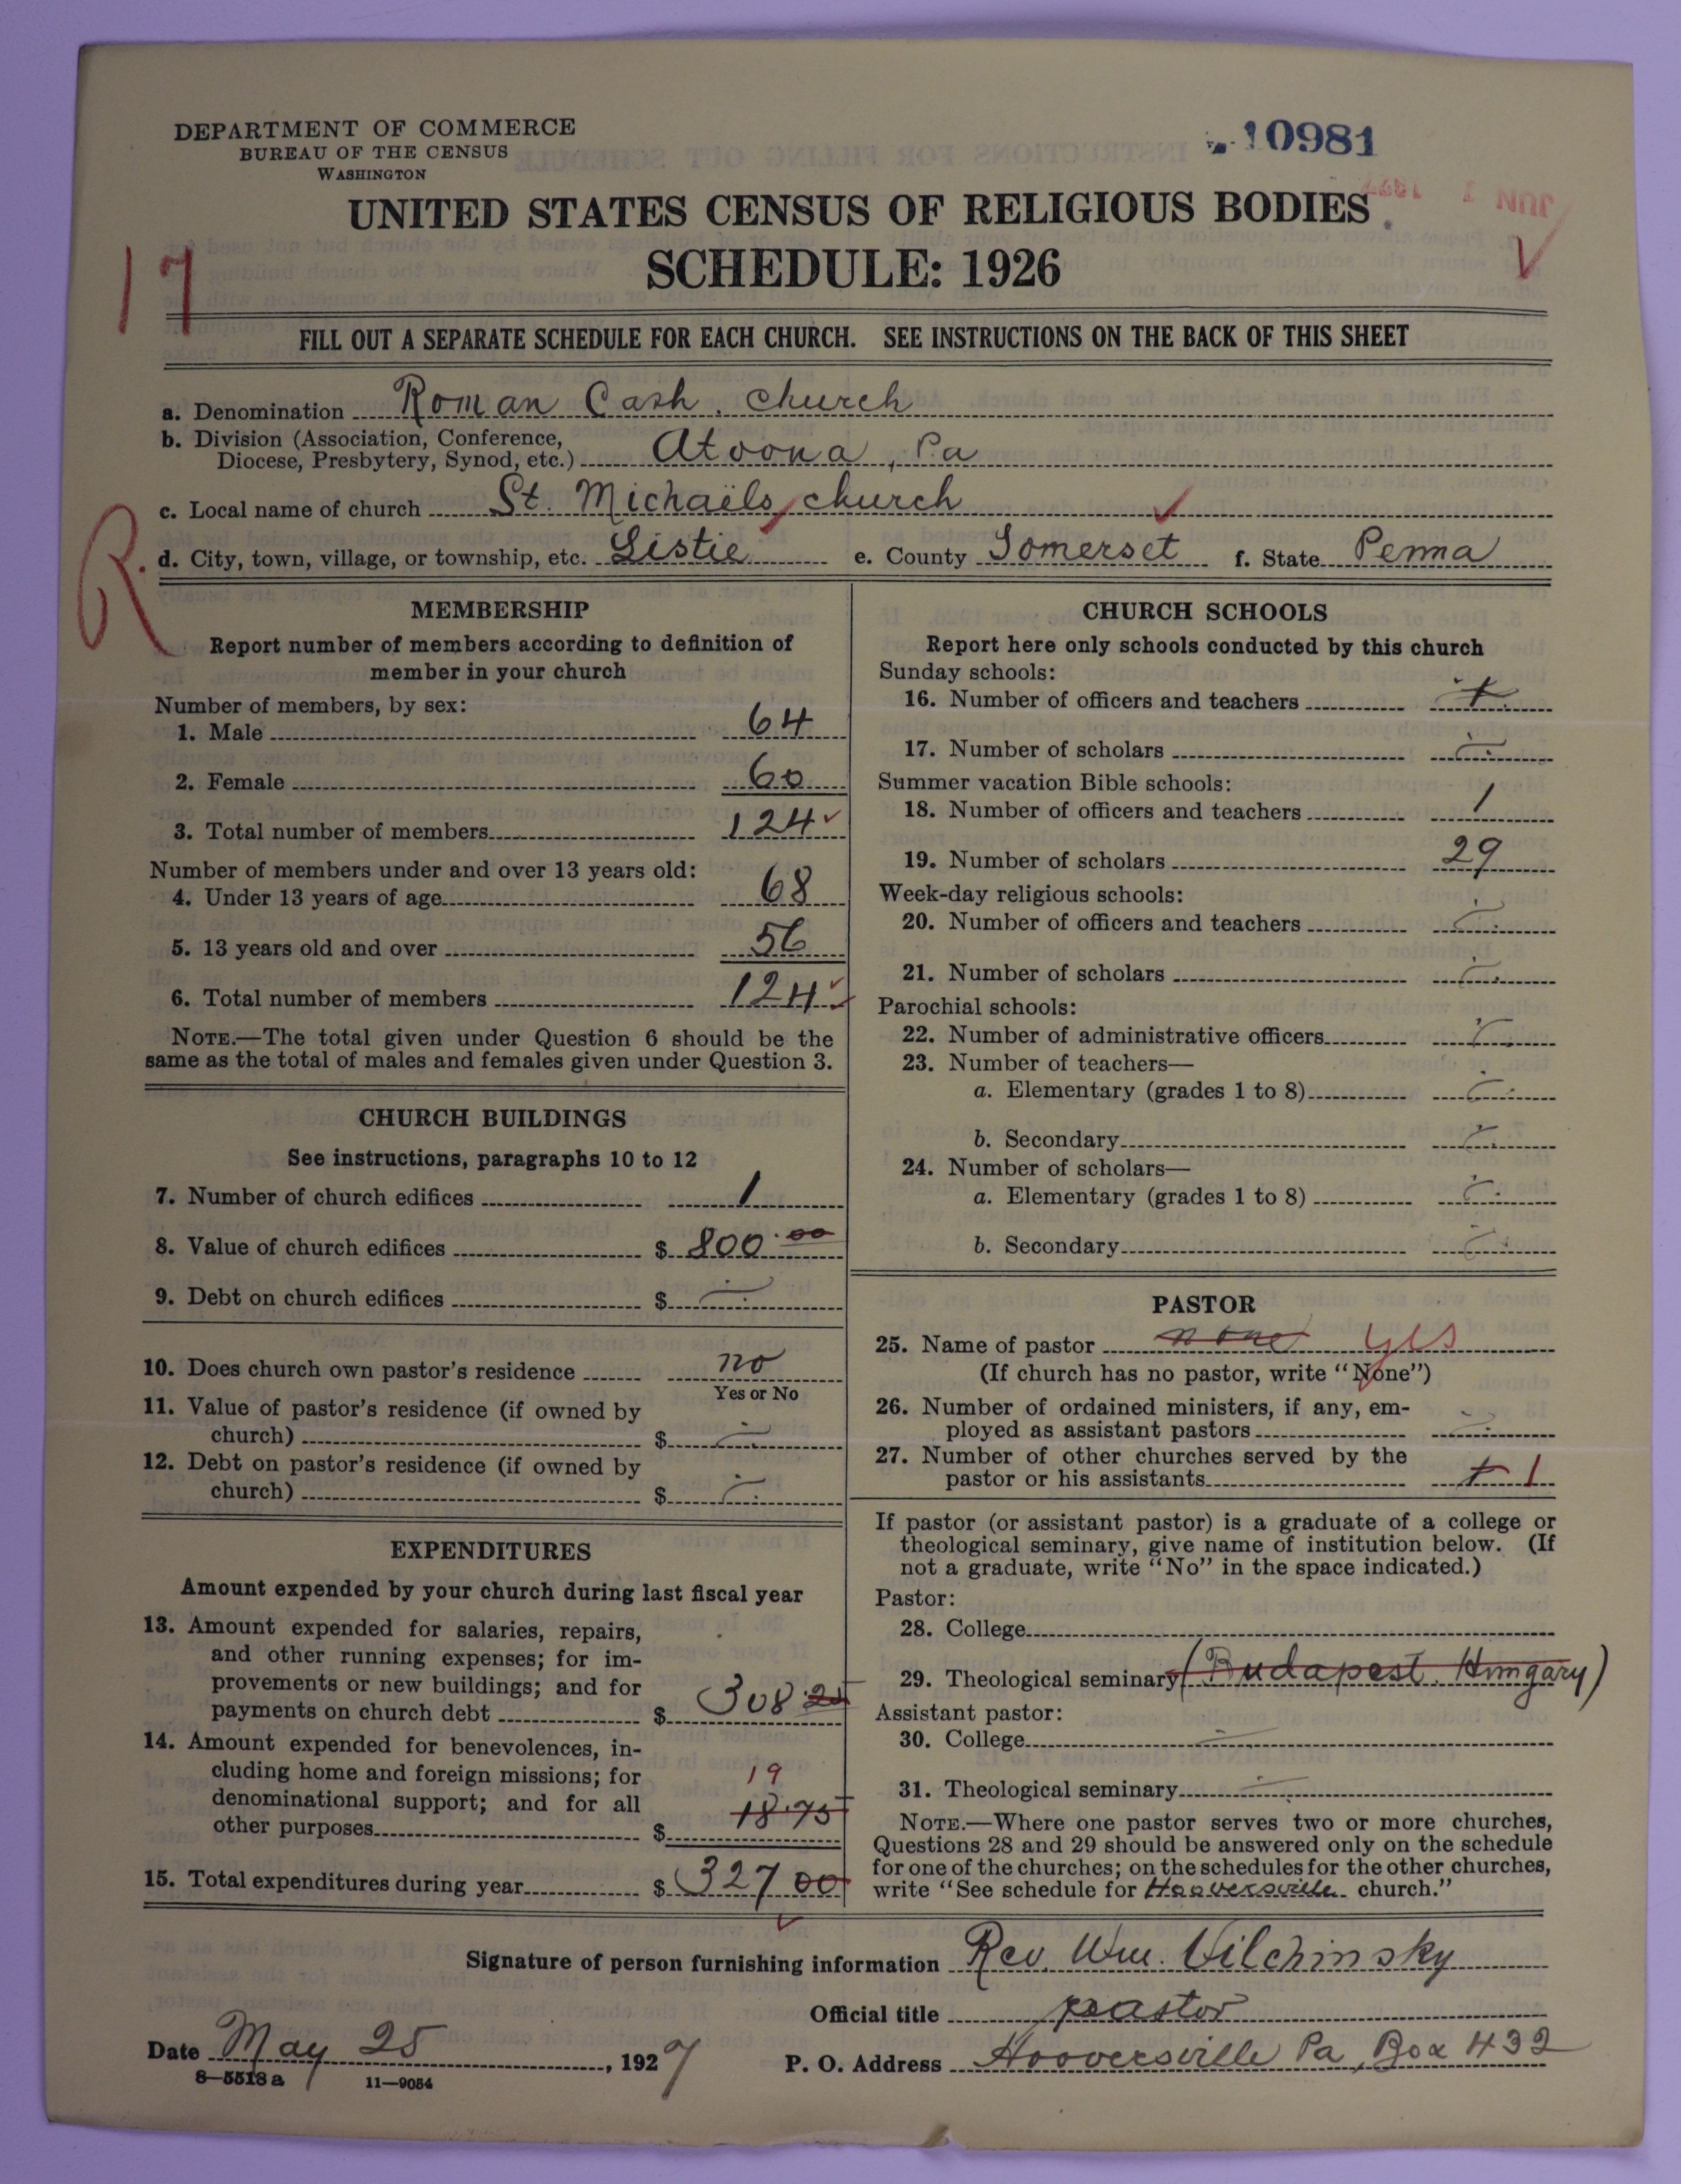 DEPARTMENT OF COMMERCE
BUREAU OF THE CENSUS
WASHINGTON
10981
JUN 1 1927
UNITED STATES CENSUS OF RELIGIOUS BODIES
SCHEDULE: 1926
17
FILL OUT A SEPARATE SCHEDULE FOR EACH CHURCH. SEE INSTRUCTIONS ON THE BACK OF THIS SHEET
a. Denomination Roman Cath. church
b. Division (Association, Conference,
Diocese, Presbytery, Synod, etc.) Atoona, Pa
c. Local name of church St. Michaëls church
R.
d. City, town, village, or township, etc. Listie e. County Somerset f. State Penna
MEMBERSHIP
Report number of members according to definition of
member in your church
Number of members, by sex:
1. Male 64
2. Female 60
3. Total number of members 124
Number of members under and over 13 years old:
4. Under 13 years of age 68
5. 13 years old and over 56
6. Total number of members 124
NOTE.—The total given under Question 6 should be the
same as the total of males and females given under Question 3.
CHURCH BUILDINGS
See instructions, paragraphs 10 to 12
7. Number of church edifices 1
8. Value of church edifices $ 800.00
9. Debt on church edifices $
10. Does church own pastor's residence no
Yes or No
11. Value of pastor's residence (if owned by
church) $
12. Debt on pastor's residence (if owned by
church) $
EXPENDITURES
Amount expended by your church during last fiscal year
13. Amount expended for salaries, repairs,
and other running expenses; for im-
provements or new buildings; and for
payments on church debt $ 308.25
14. Amount expended for benevolences, in-
cluding home and foreign missions; for 19
denominational support; and for all 18.75
other purposes $
15. Total expenditures during year $ 327 00
CHURCH SCHOOLS
Report here only schools conducted by this church
Sunday schools:
16. Number of officers and teachers
17. Number of scholars
Summer vacation Bible schools:
18. Number of officers and teachers 1
19. Number of scholars 29
Week-day religious schools:
20. Number of officers and teachers
21. Number of scholars
Parochial schools:
22. Number of administrative officers
23. Number of teachers—
a. Elementary (grades 1 to 8)
b. Secondary
24. Number of scholars—
a. Elementary (grades 1 to 8)
b. Secondary
PASTOR
25. Name of pastor none yes
(If church has no pastor, write "None")
26. Number of ordained ministers, if any, em-
ployed as assistant pastors
27. Number of other churches served by the
pastor or his assistants 1
If pastor (or assistant pastor) is a graduate of a college or
theological seminary, give name of institution below. (If
not a graduate, write "No" in the space indicated.)
Pastor:
28. College
29. Theological seminary (Budapest. Hungary)
Assistant pastor:
30. College
31. Theological seminary
NOTE.—Where one pastor serves two or more churches,
Questions 28 and 29 should be answered only on the schedule
for one of the churches; on the schedules for the other churches,
write "See schedule for Hooversville church."
Signature of person furnishing information Rev. Wm. Vilchinsky
Official title pastor
Date May 25, 1927
P. O. Address Hooversville Pa, Box 432
8—5518 a 11—9054